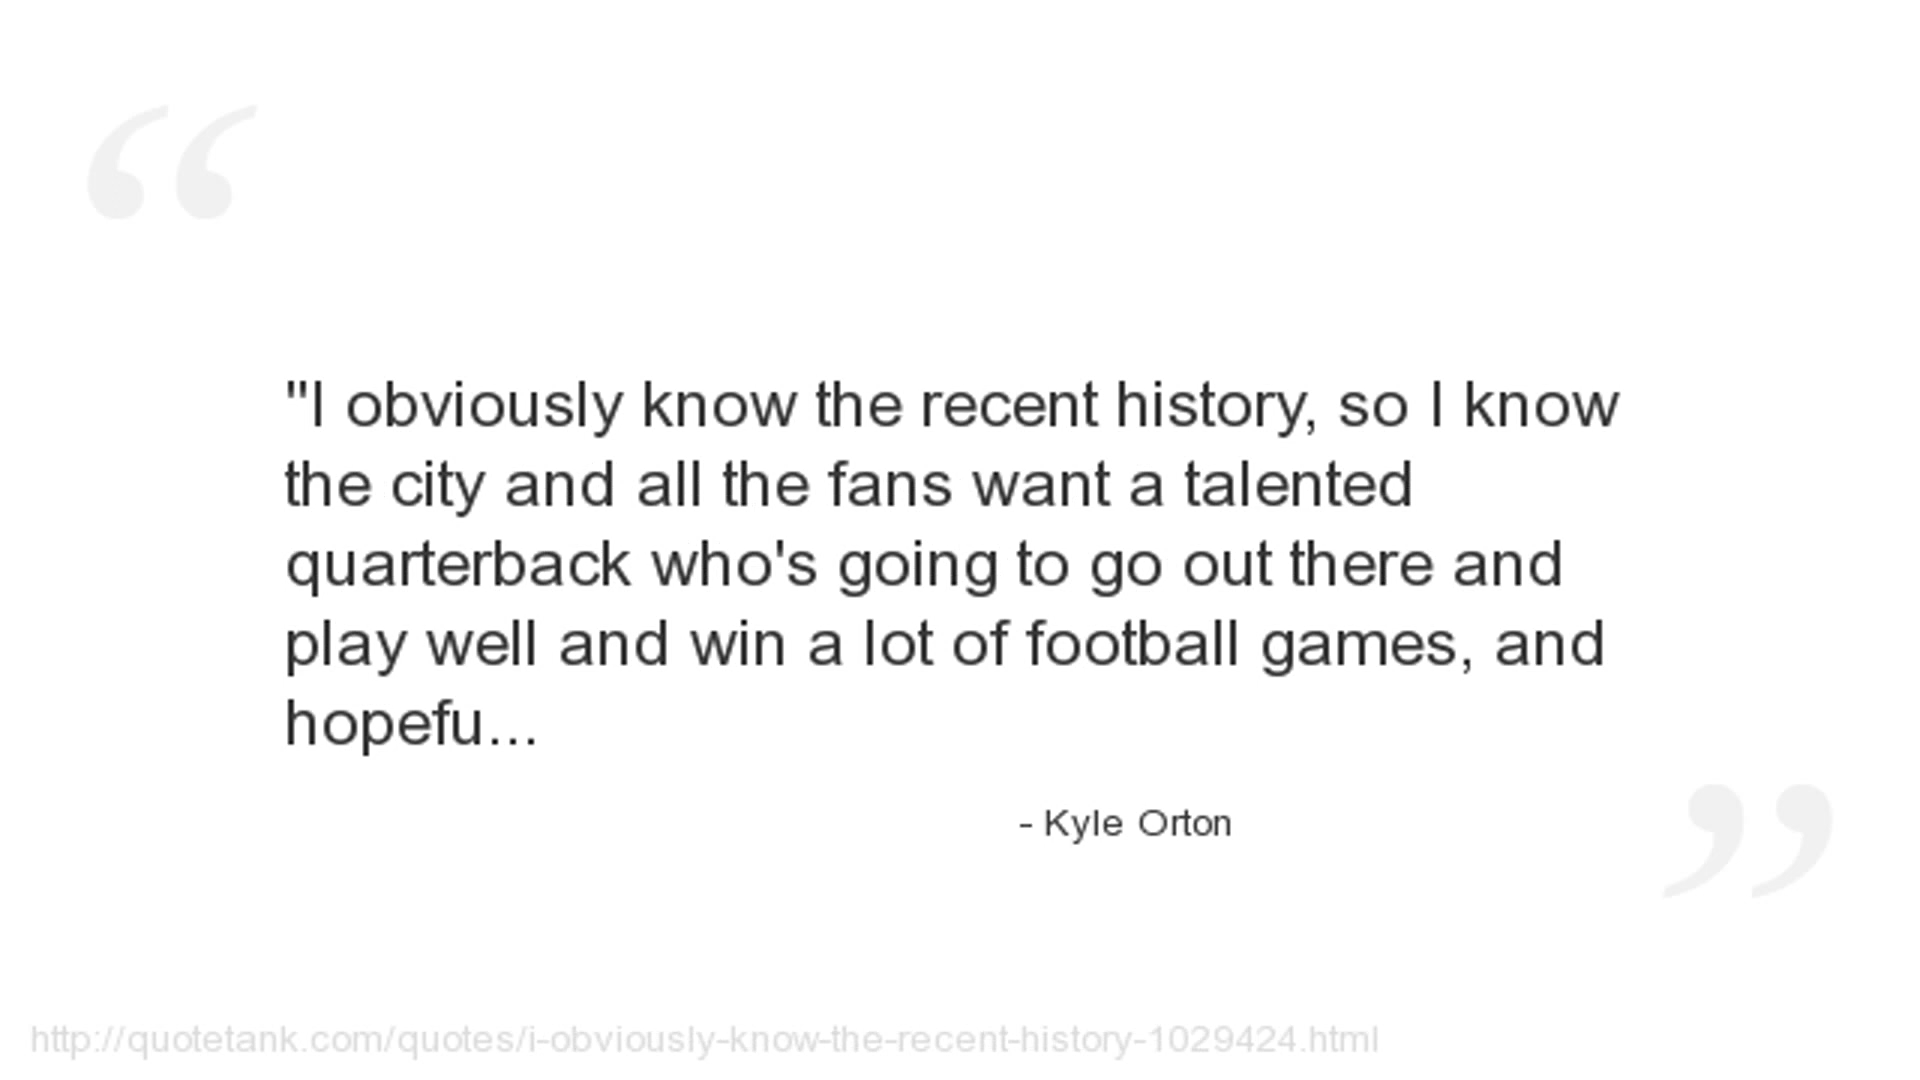 "I obviously know the recent history, so I know
the city and all the fans want a talented
quarterback who's going to go out there and
play well and win a lot of football games, and
hopefu...
- Kyle Orton
http://quotetank.com/quotes/i-obviously-know-the-recent-history-1029424.html